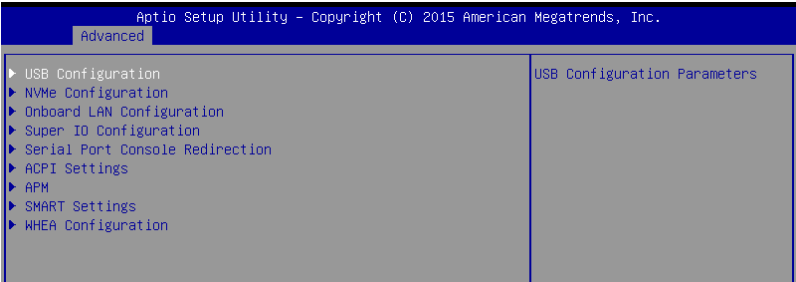 Aptio Setup Utility – Copyright (C) 2015 American Megatrends, Inc.
Advanced
USB Configuration
NVMe Configuration
Onboard LAN Configuration
Super IO Configuration
Serial Port Console Redirection
ACPI Settings
APM
SMART Settings
WHEA Configuration
USB Configuration Parameters